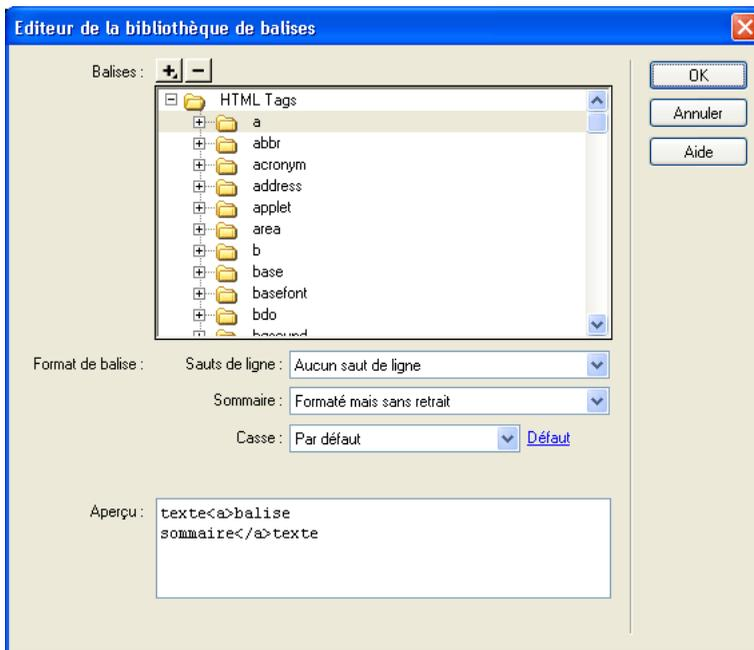 Editeur de la bibliothèque de balises
Balises :
OK
Annuler
Aide
HTML Tags
a
abbr
acronym
address
applet
area
b
base
basefont
bdo
bgsound
Format de balise :
Sauts de ligne : Aucun saut de ligne
Sommaire : Formaté mais sans retrait
Casse : Par défaut Défaut
Aperçu :
texte<a>balise
sommaire</a>texte